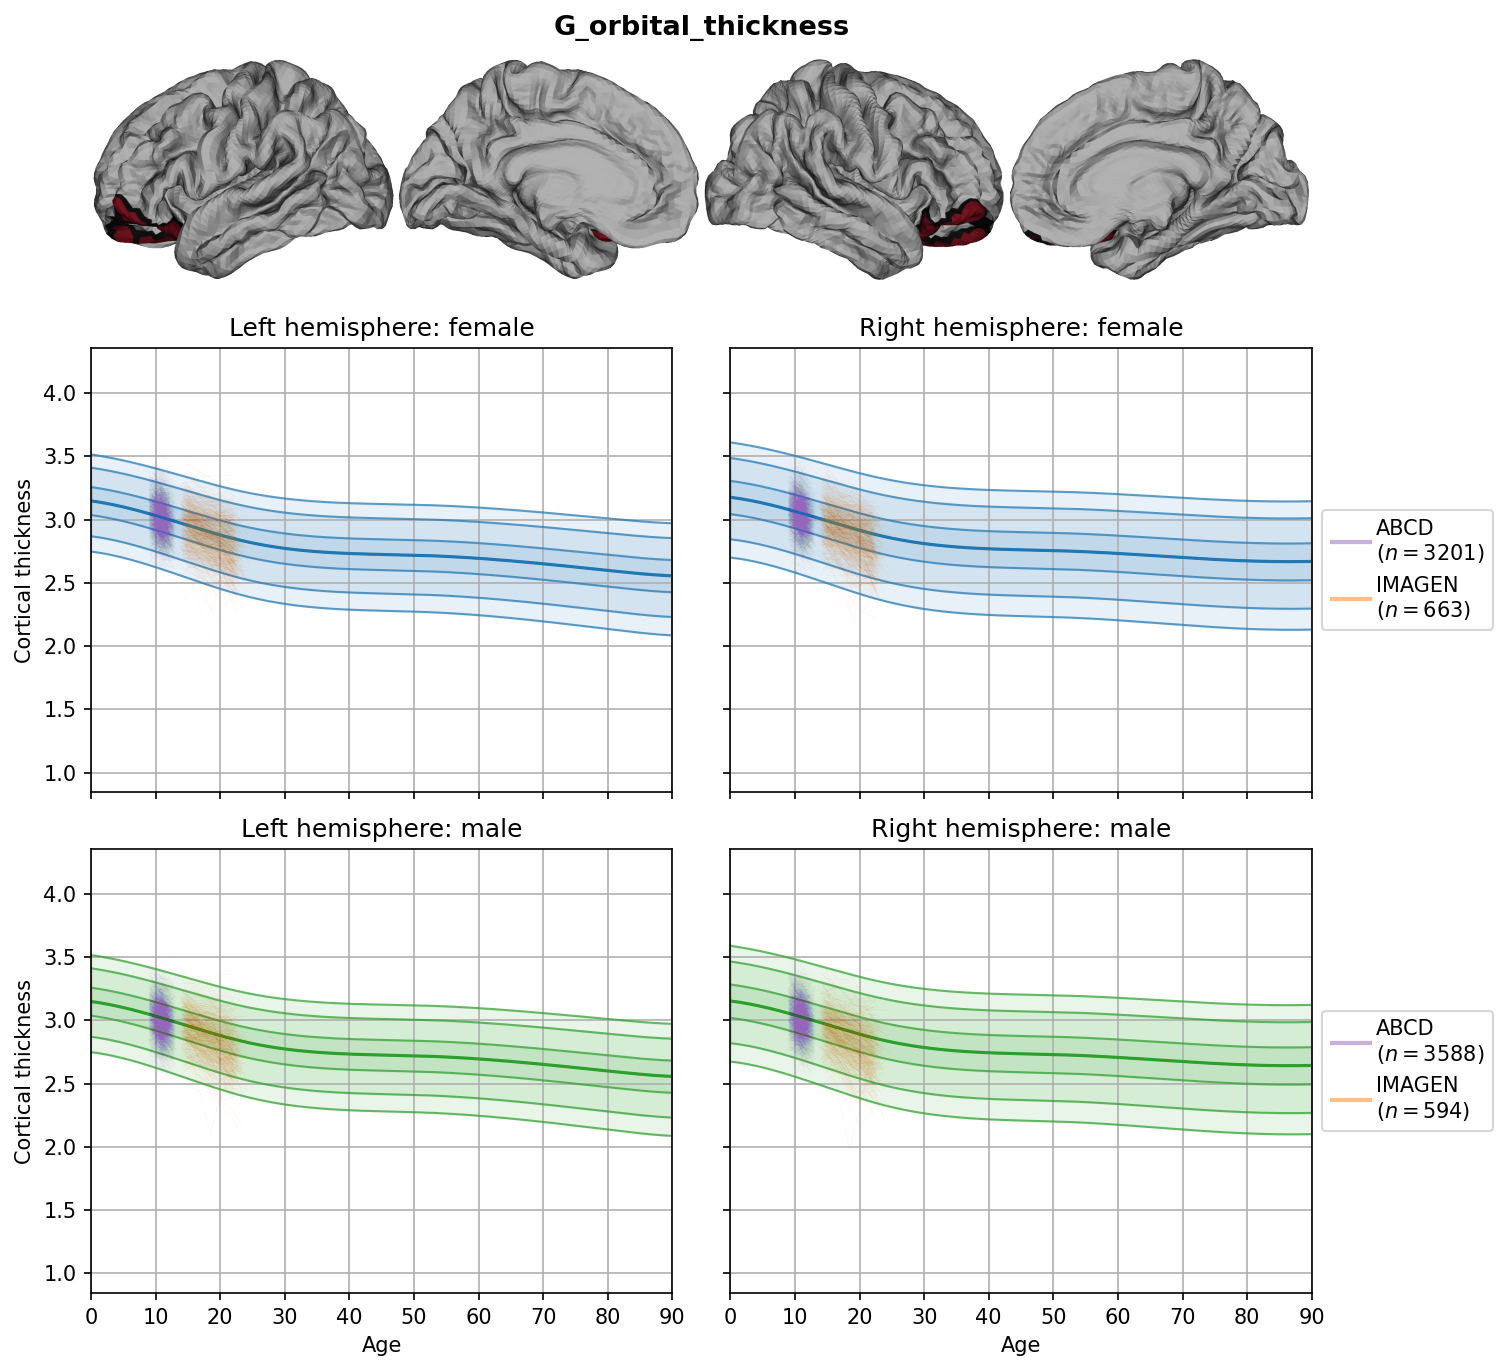 G_orbital_thickness
Left hemisphere: female
Right hemisphere: female
Cortical thickness
4.0
3.5
3.0
2.5
2.0
1.5
1.0
ABCD
(n = 3201)
IMAGEN
(n = 663)
Left hemisphere: male
Right hemisphere: male
Cortical thickness
4.0
3.5
3.0
2.5
2.0
1.5
1.0
ABCD
(n = 3588)
IMAGEN
(n = 594)
0 10 20 30 40 50 60 70 80 90
0 10 20 30 40 50 60 70 80 90
Age
Age